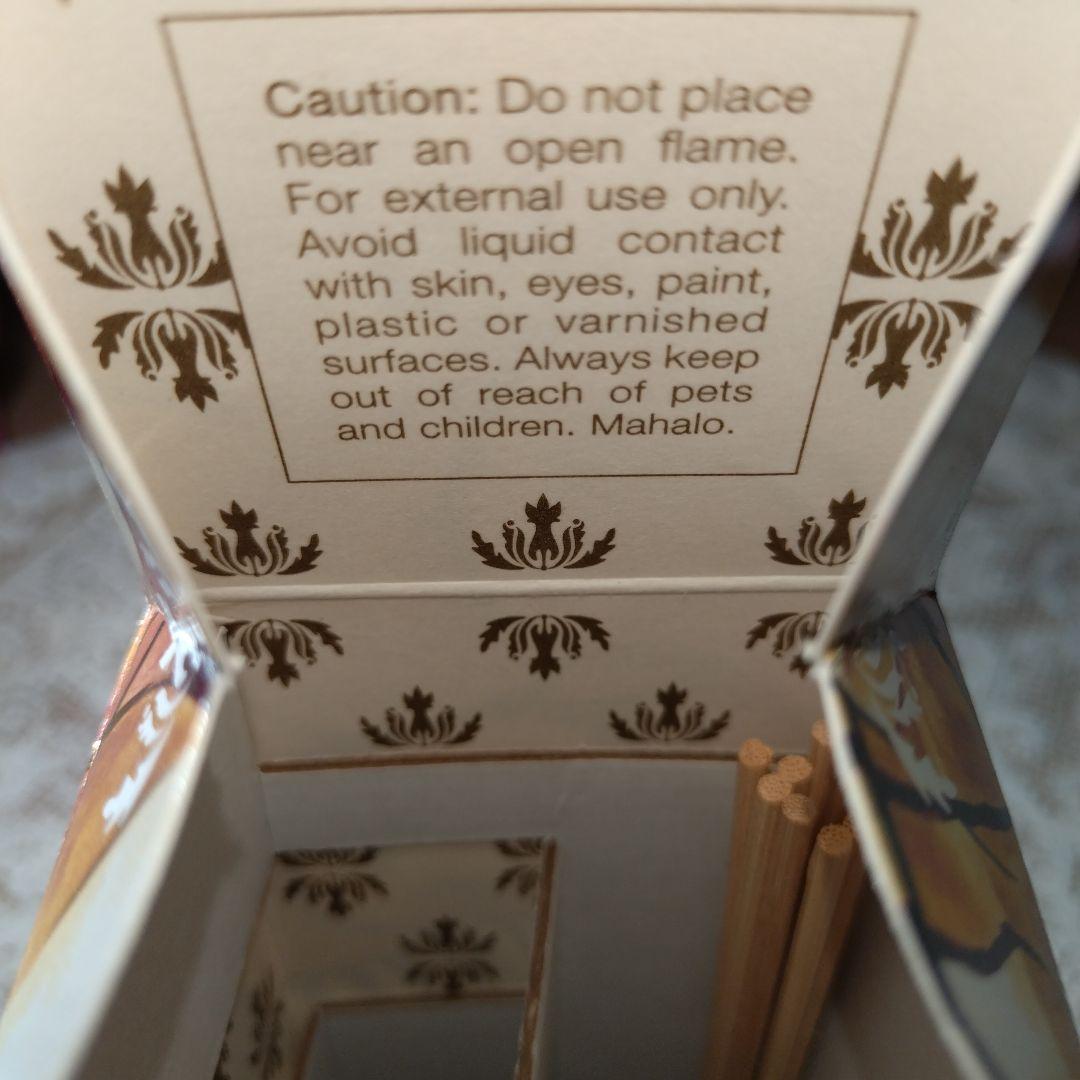 Caution: Do not place
near an open flame.
For external use only.
Avoid liquid contact
with skin, eyes, paint,
plastic or varnished
surfaces. Always keep
out of reach of pets
and children. Mahalo.